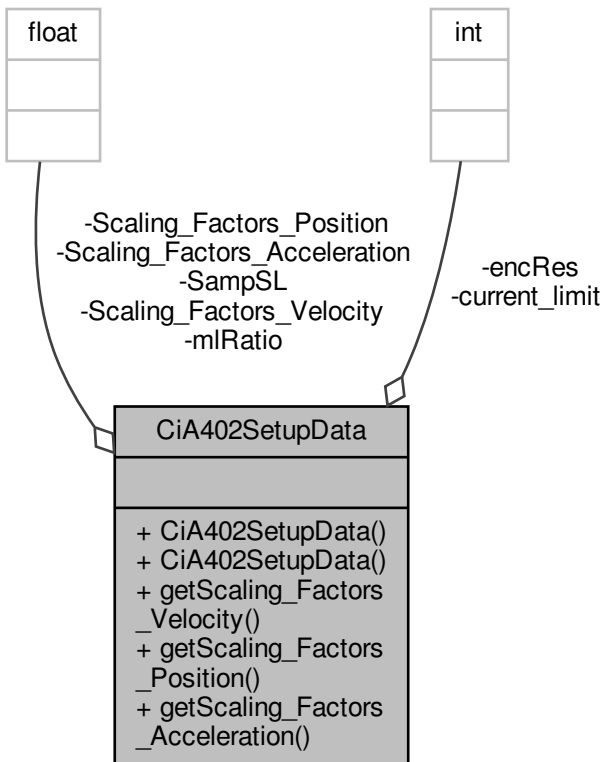 float
int
-Scaling_Factors_Position
-Scaling_Factors_Acceleration
-SampSL
-Scaling_Factors_Velocity
-mlRatio
-encRes
-current_limit
CiA402SetupData
+ CiA402SetupData()
+ CiA402SetupData()
+ getScaling_Factors
_Velocity()
+ getScaling_Factors
_Position()
+ getScaling_Factors
_Acceleration()